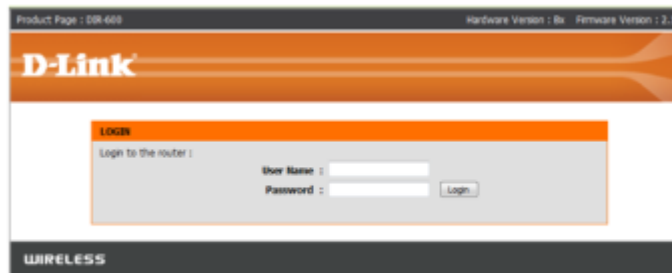 Product Page : DIR-600 Hardware Version : Bx Firmware Version : 2.
D-Link
LOGIN
Login to the router :
User Name :
Password : Login
WIRELESS